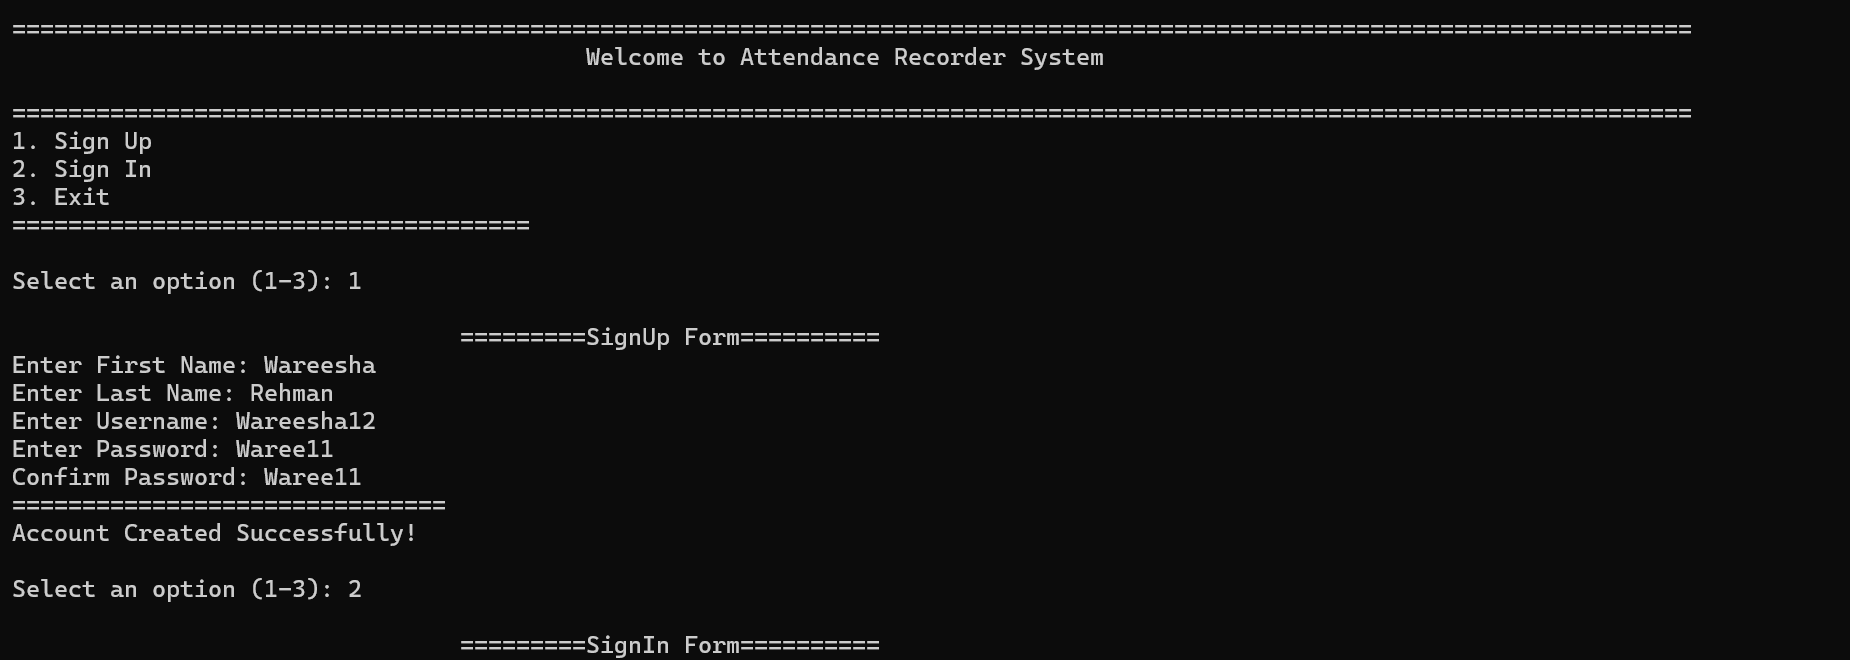 ========================================================================================================================
Welcome to Attendance Recorder System
========================================================================================================================
1. Sign Up
2. Sign In
3. Exit
=====================================
Select an option (1-3): 1
=========SignUp Form==========
Enter First Name: Wareesha
Enter Last Name: Rehman
Enter Username: Wareesha12
Enter Password: Waree11
Confirm Password: Waree11
===============================
Account Created Successfully!
Select an option (1-3): 2
=========SignIn Form==========